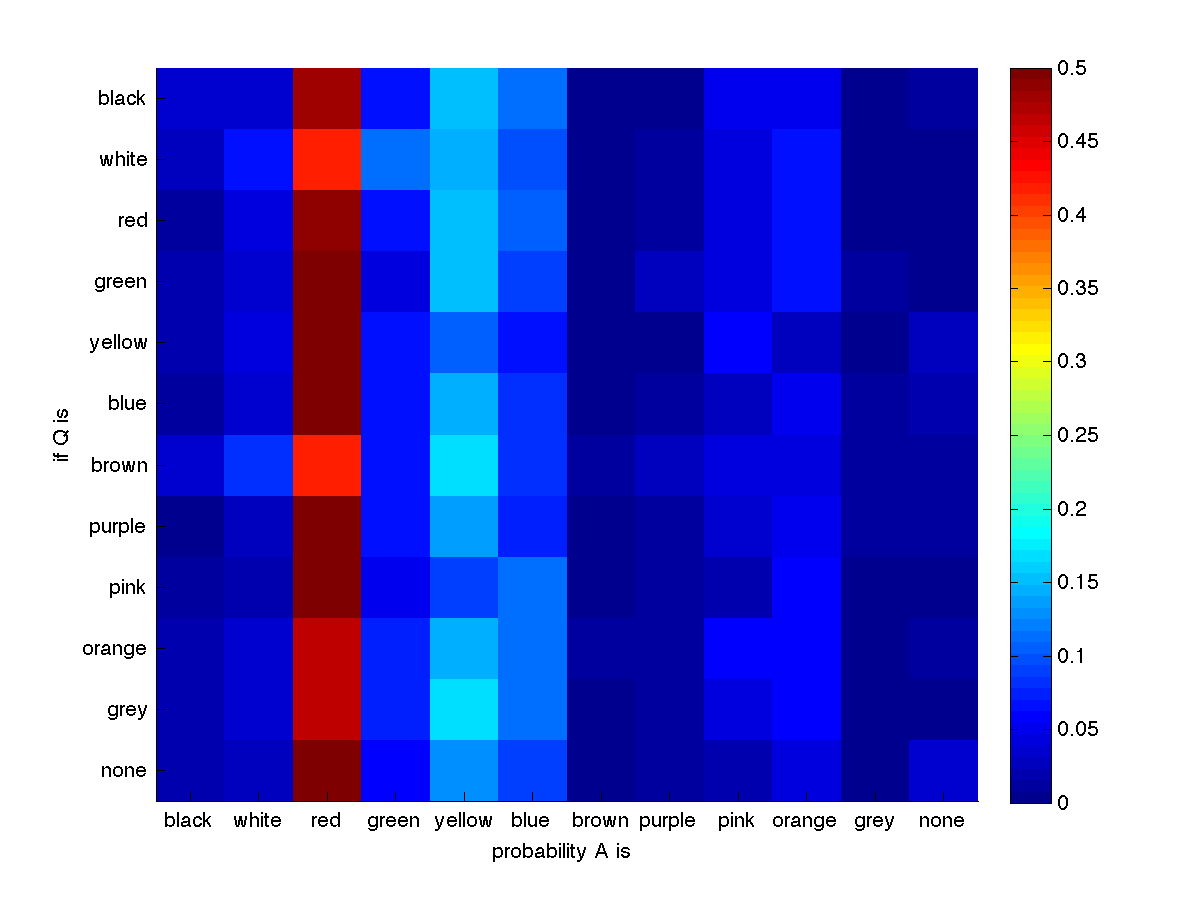 black
white
red
green
yellow
blue
brown
purple
pink
orange
grey
none
if Q is
black white red green yellow blue brown purple pink orange grey none
probability A is
0.5
0.45
0.4
0.35
0.3
0.25
0.2
0.15
0.1
0.05
0